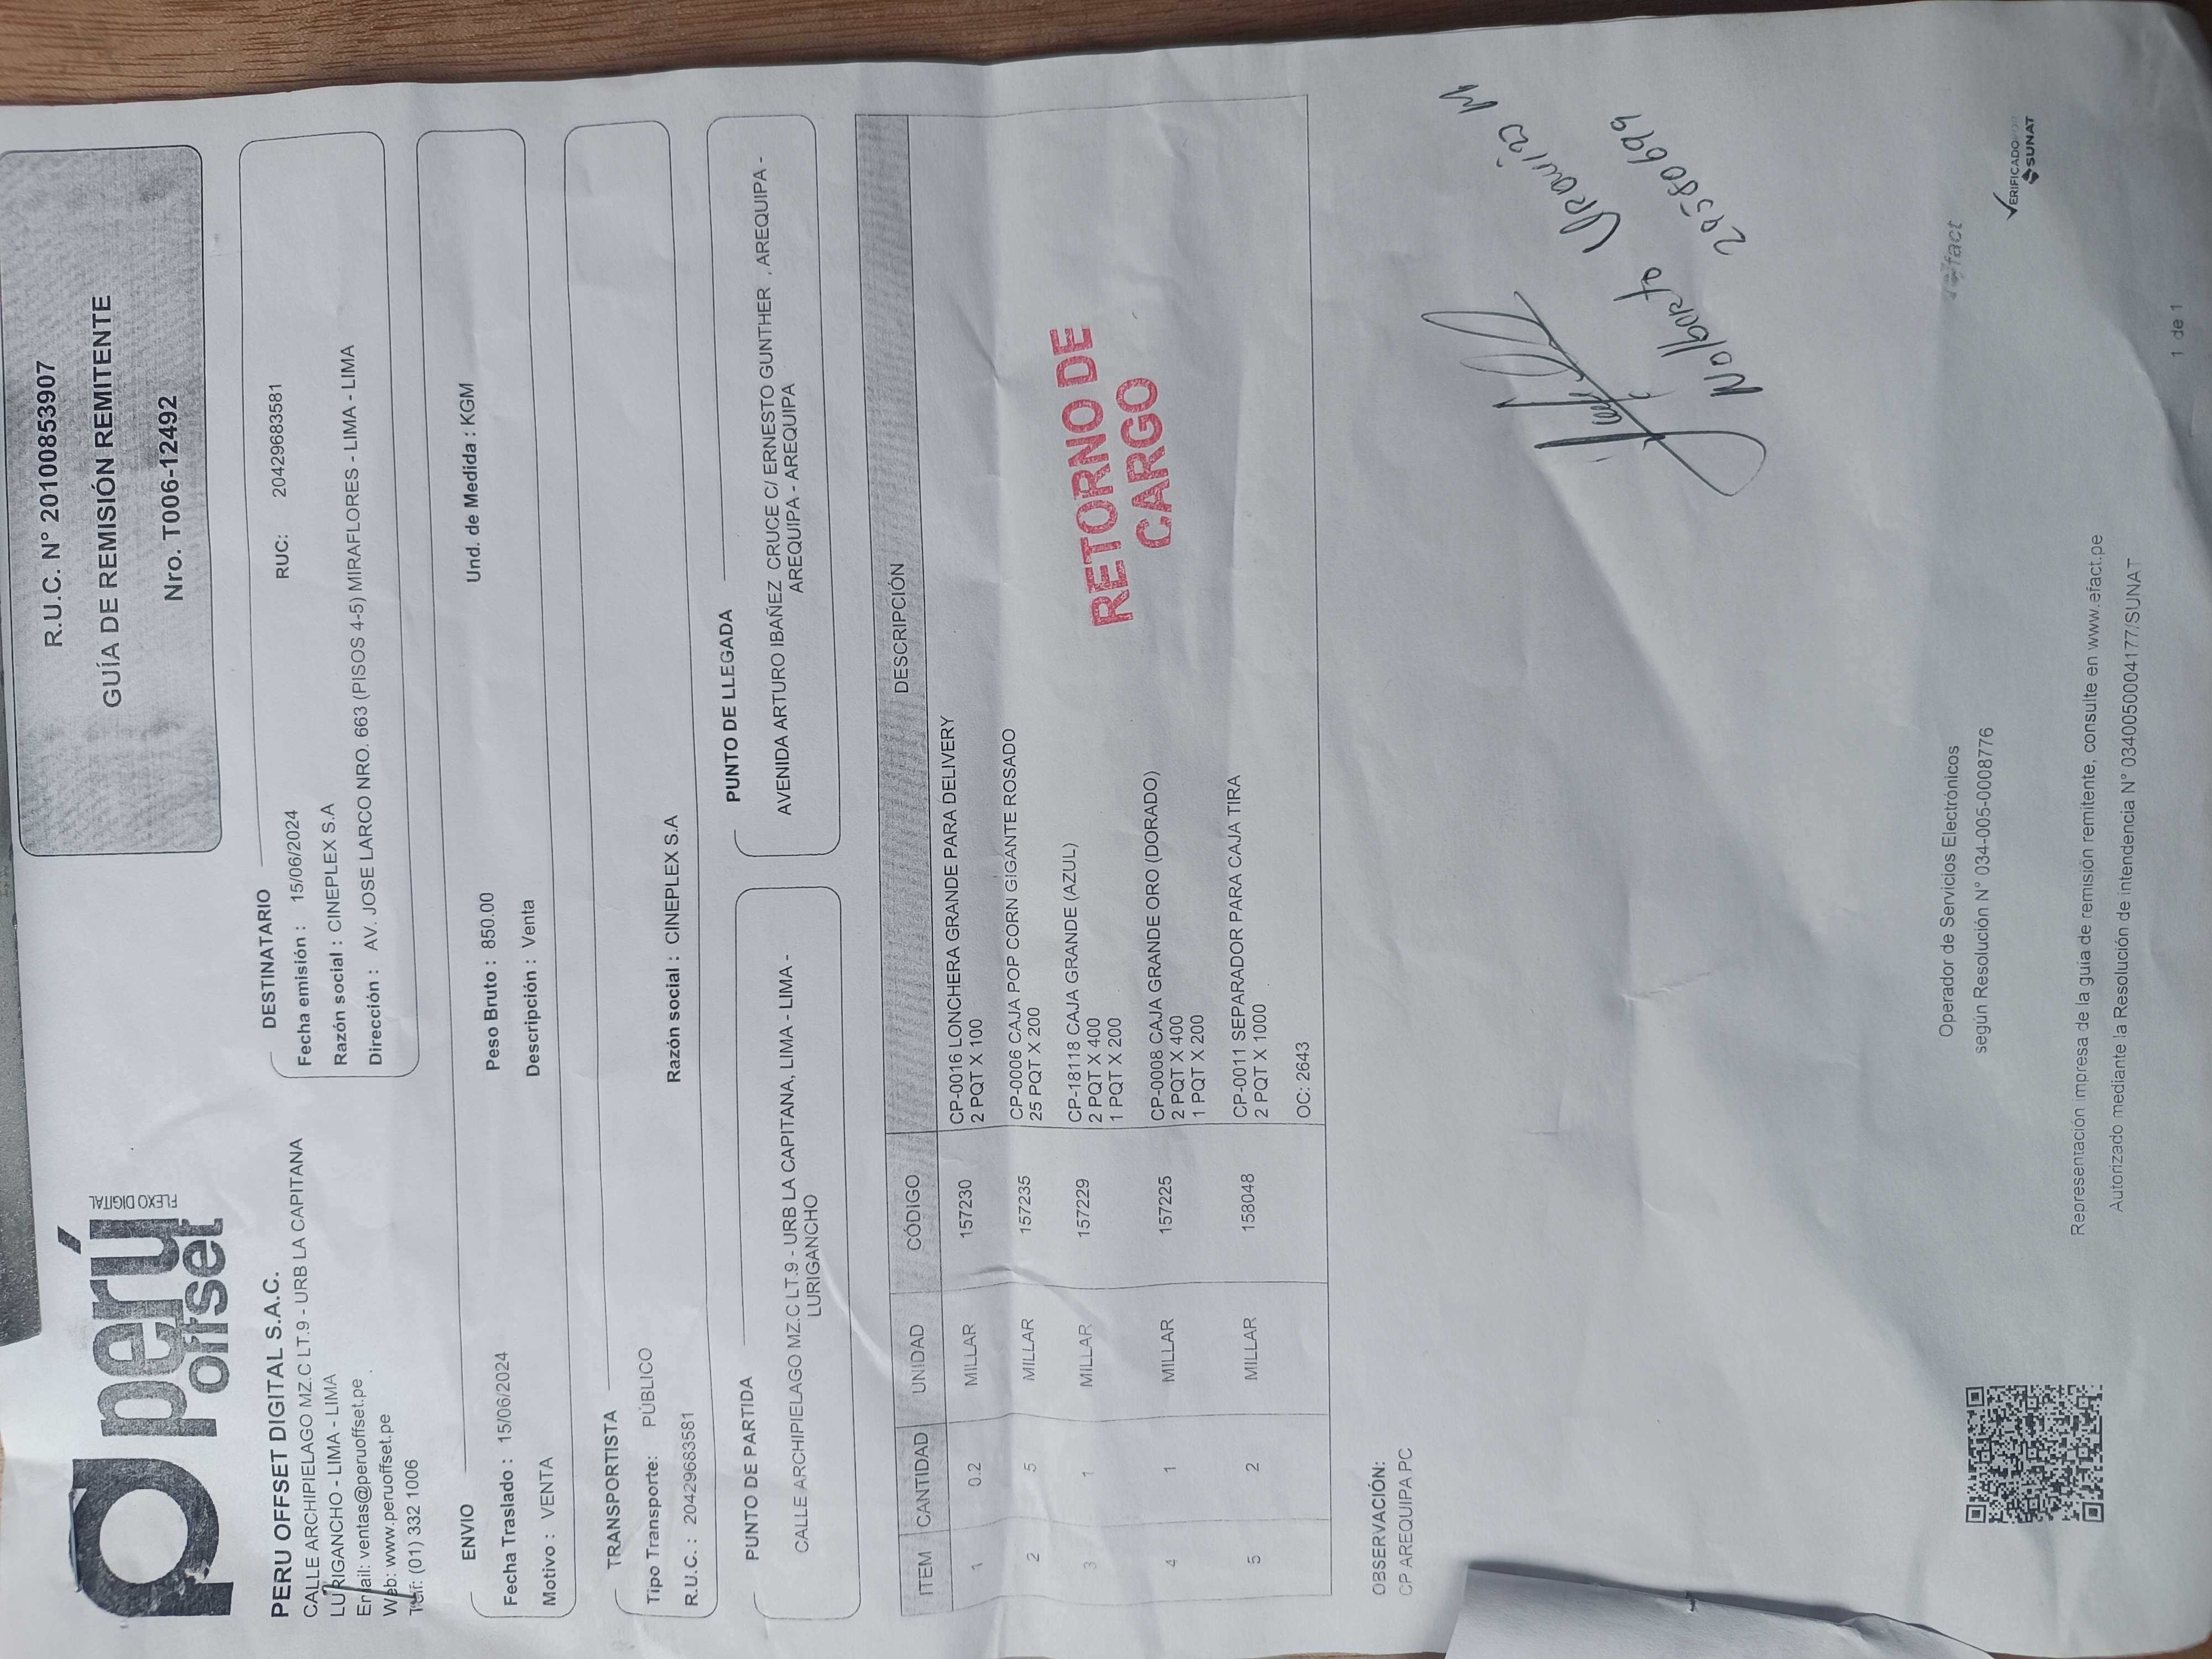 perú
offset
FLEXO DIGITAL
R.U.C. N° 20100853907
GUÍA DE REMISIÓN REMITENTE
Nro. T006-12492
PERU OFFSET DIGITAL S.A.C.
CALLE ARCHIPIELAGO MZ.C LT.9 - URB LA CAPITANA
LURIGANCHO - LIMA - LIMA
Email: ventas@peruoffset.pe
Web: www.peruoffset.pe
Telf: (01) 332 1006
DESTINATARIO
Fecha emisión : 15/06/2024 RUC: 20429683581
Razón social : CINEPLEX S.A
Dirección : AV. JOSE LARCO NRO. 663 (PISOS 4-5) MIRAFLORES - LIMA - LIMA
ENVIO
Fecha Traslado : 15/06/2024 Peso Bruto : 850.00 Und. de Medida : KGM
Motivo : VENTA Descripción : Venta
TRANSPORTISTA
Tipo Transporte: PÚBLICO
R.U.C. : 20429683581 Razón social : CINEPLEX S.A
PUNTO DE PARTIDA
CALLE ARCHIPIELAGO MZ.C LT.9 - URB LA CAPITANA, LIMA - LIMA -
LURIGANCHO
PUNTO DE LLEGADA
AVENIDA ARTURO IBAÑEZ CRUCE C/ ERNESTO GUNTHER , AREQUIPA -
AREQUIPA - AREQUIPA
ITEM CANTIDAD UNIDAD CÓDIGO DESCRIPCIÓN
1 0.2 MILLAR 157230 CP-0016 LONCHERA GRANDE PARA DELIVERY
2 PQT X 100
2 5 MILLAR 157235 CP-0006 CAJA POP CORN GIGANTE ROSADO
25 PQT X 200
3 1 MILLAR 157229 CP-18118 CAJA GRANDE (AZUL)
2 PQT X 400
1 PQT X 200
4 1 MILLAR 157225 CP-0008 CAJA GRANDE ORO (DORADO)
2 PQT X 400
1 PQT X 200
5 2 MILLAR 158048 CP-0011 SEPARADOR PARA CAJA TIRA
2 PQT X 1000
OC: 2643
RETORNO DE
CARGO
OBSERVACIÓN:
CP AREQUIPA PC
Nolberto Urquizo M
29580699
Operador de Servicios Electrónicos
según Resolución N° 034-005-0008776
efact
VERIFICADO POR
SUNAT
Representación impresa de la guía de remisión remitente, consulte en www.efact.pe
Autorizado mediante la Resolución de intendencia N° 0340050004177/SUNAT
1 de 1